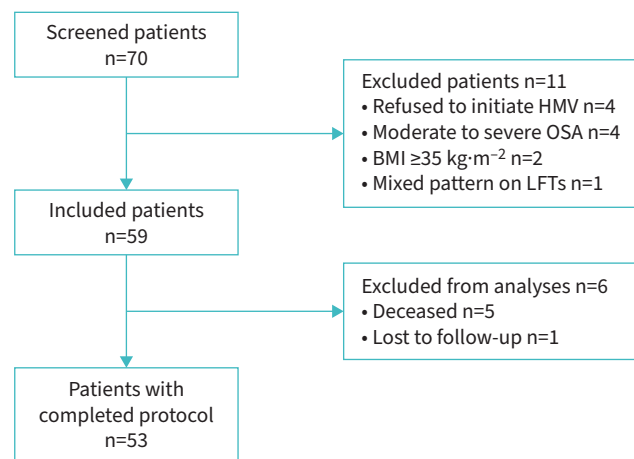 Screened patients
n=70
Excluded patients n=11
• Refused to initiate HMV n=4
• Moderate to severe OSA n=4
• BMI ≥35 kg·m⁻² n=2
• Mixed pattern on LFTs n=1
Included patients
n=59
Excluded from analyses n=6
• Deceased n=5
• Lost to follow-up n=1
Patients with
completed protocol
n=53